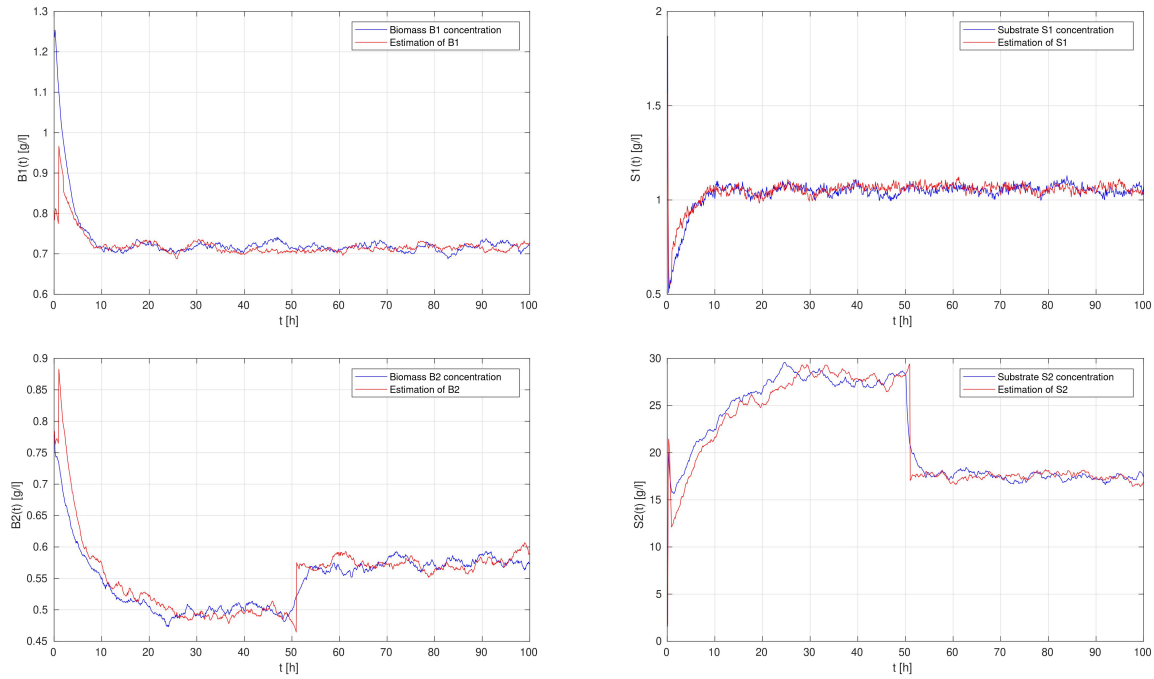 1.3
1.2
1.1
1
0.9
0.8
0.7
0.6
B1(t) [g/l]
Biomass B1 concentration
Estimation of B1
0 10 20 30 40 50 60 70 80 90 100
t [h]
2
1.5
1
0.5
S1(t) [g/l]
Substrate S1 concentration
Estimation of S1
0 10 20 30 40 50 60 70 80 90 100
t [h]
0.9
0.85
0.8
0.75
0.7
0.65
0.6
0.55
0.5
0.45
B2(t) [g/l]
Biomass B2 concentration
Estimation of B2
0 10 20 30 40 50 60 70 80 90 100
t [h]
30
25
20
15
10
5
0
S2(t) [g/l]
Substrate S2 concentration
Estimation of S2
0 10 20 30 40 50 60 70 80 90 100
t [h]